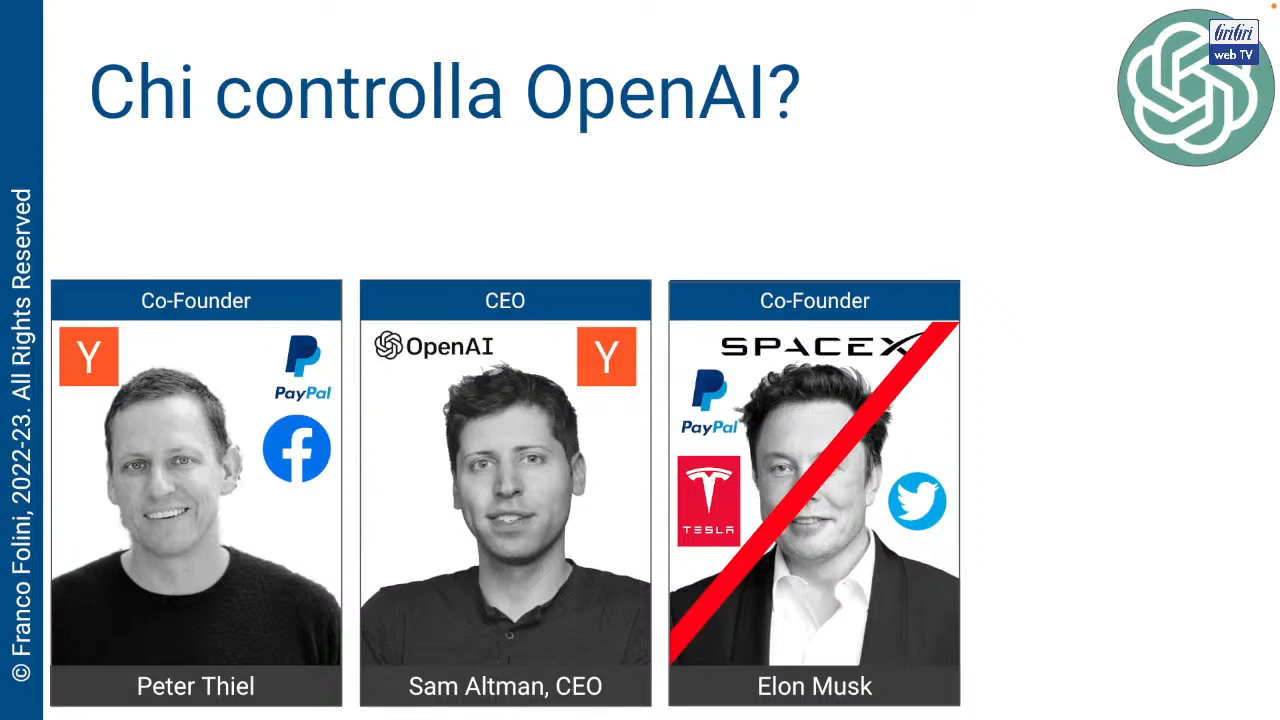 Chi controlla OpenAI?
GriGri
web TV
© Franco Folini, 2022-23. All Rights Reserved
Co-Founder
Y
PayPal
Peter Thiel
CEO
OpenAI
Y
Sam Altman, CEO
Co-Founder
SPACEX
PayPal
TESLA
Elon Musk